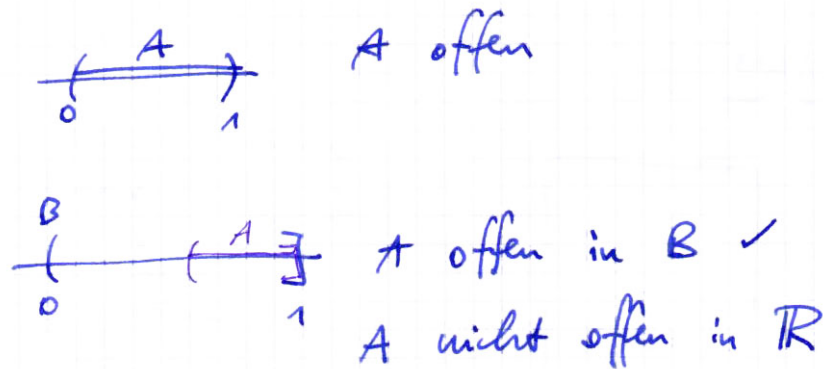 ( A ) A offen
0 1
B
( ( A ] A offen in B ✓
0 1
A nicht offen in ℝ